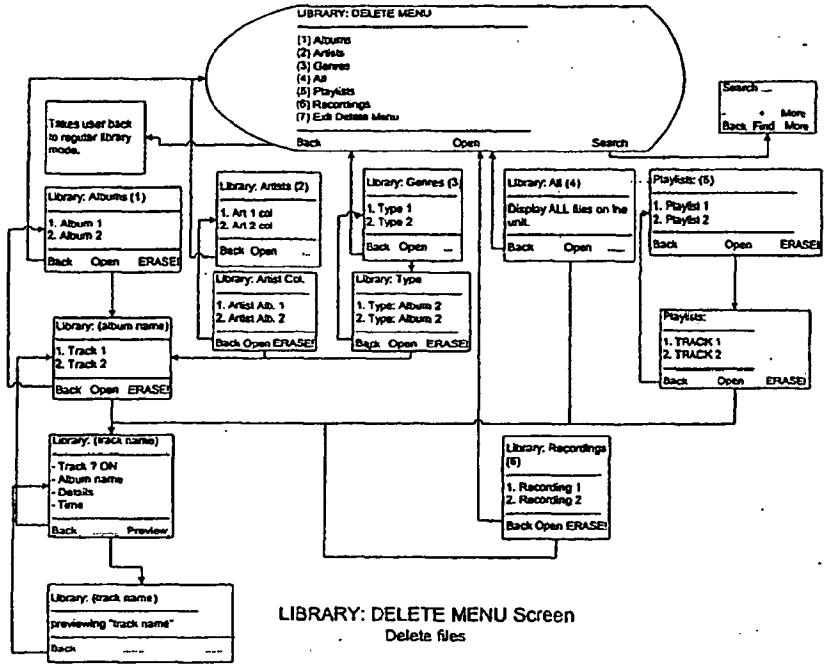 LIBRARY: DELETE MENU
(1) Albums
(2) Artists
(3) Genres
(4) All
(5) Playlists
(6) Recordings
(7) Exit Delete Menu
Back Open Search
Search __
- + More
Back Find More
Takes user back
to regular library
mode.
Library: Albums (1)
1. Album 1
2. Album 2
Back Open ERASE!
Library: Artists (2)
1. Art 1 col
2. Art 2 col
Back Open ...
Library: Genres (3)
1. Type 1
2. Type 2
Back Open ...
Library: All (4)
Display ALL files on the
unit.
Back Open .....
Playlists: (5)
1. Playlist 1
2. Playlist 2
Back Open ERASE!
Library: (album name)
1. Track 1
2. Track 2
Back Open ERASE!
Library: Artist Col.
1. Artist Alb. 1
2. Artist Alb. 2
Back Open ERASE!
Library: Type
1. Type: Album 2
2. Type: Album 2
Back Open ERASE!
Playlists:
1. TRACK 1
2. TRACK 2
Back Open ERASE!
Library: (track name)
- Track ? ON
- Album name
- Details
- Time
Back ...... Preview
Library: Recordings
(6)
1. Recording 1
2. Recording 2
Back Open ERASE!
Library: (track name)
previewing "track name"
Back ..... .....
LIBRARY: DELETE MENU Screen
Delete files